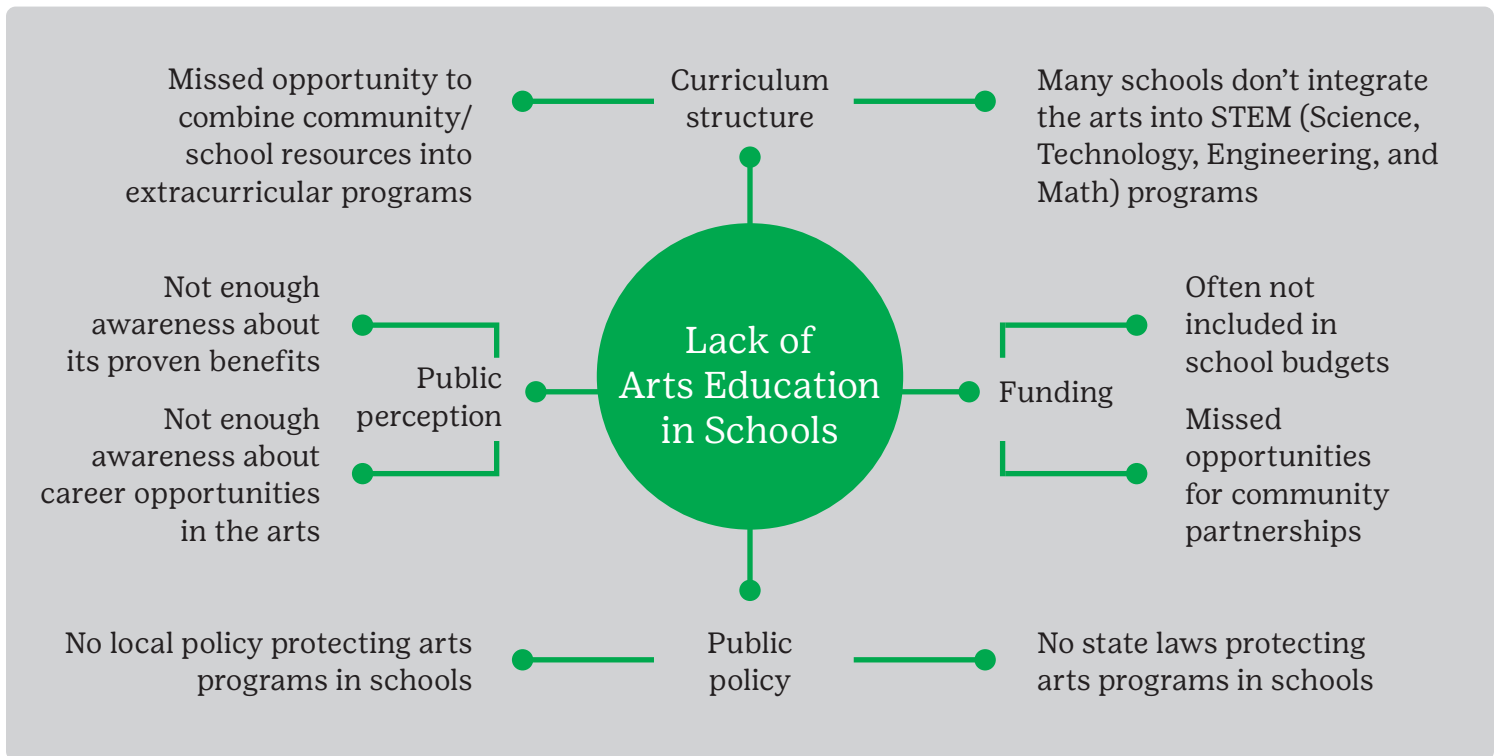 Missed opportunity to
combine community/
school resources into
extracurricular programs
Curriculum
structure
Many schools don’t integrate
the arts into STEM (Science,
Technology, Engineering, and
Math) programs
Not enough
awareness about
its proven benefits
Not enough
awareness about
career opportunities
in the arts
Public
perception
Lack of
Arts Education
in Schools
Funding
Often not
included in
school budgets
Missed
opportunities
for community
partnerships
No local policy protecting arts
programs in schools
Public
policy
No state laws protecting
arts programs in schools